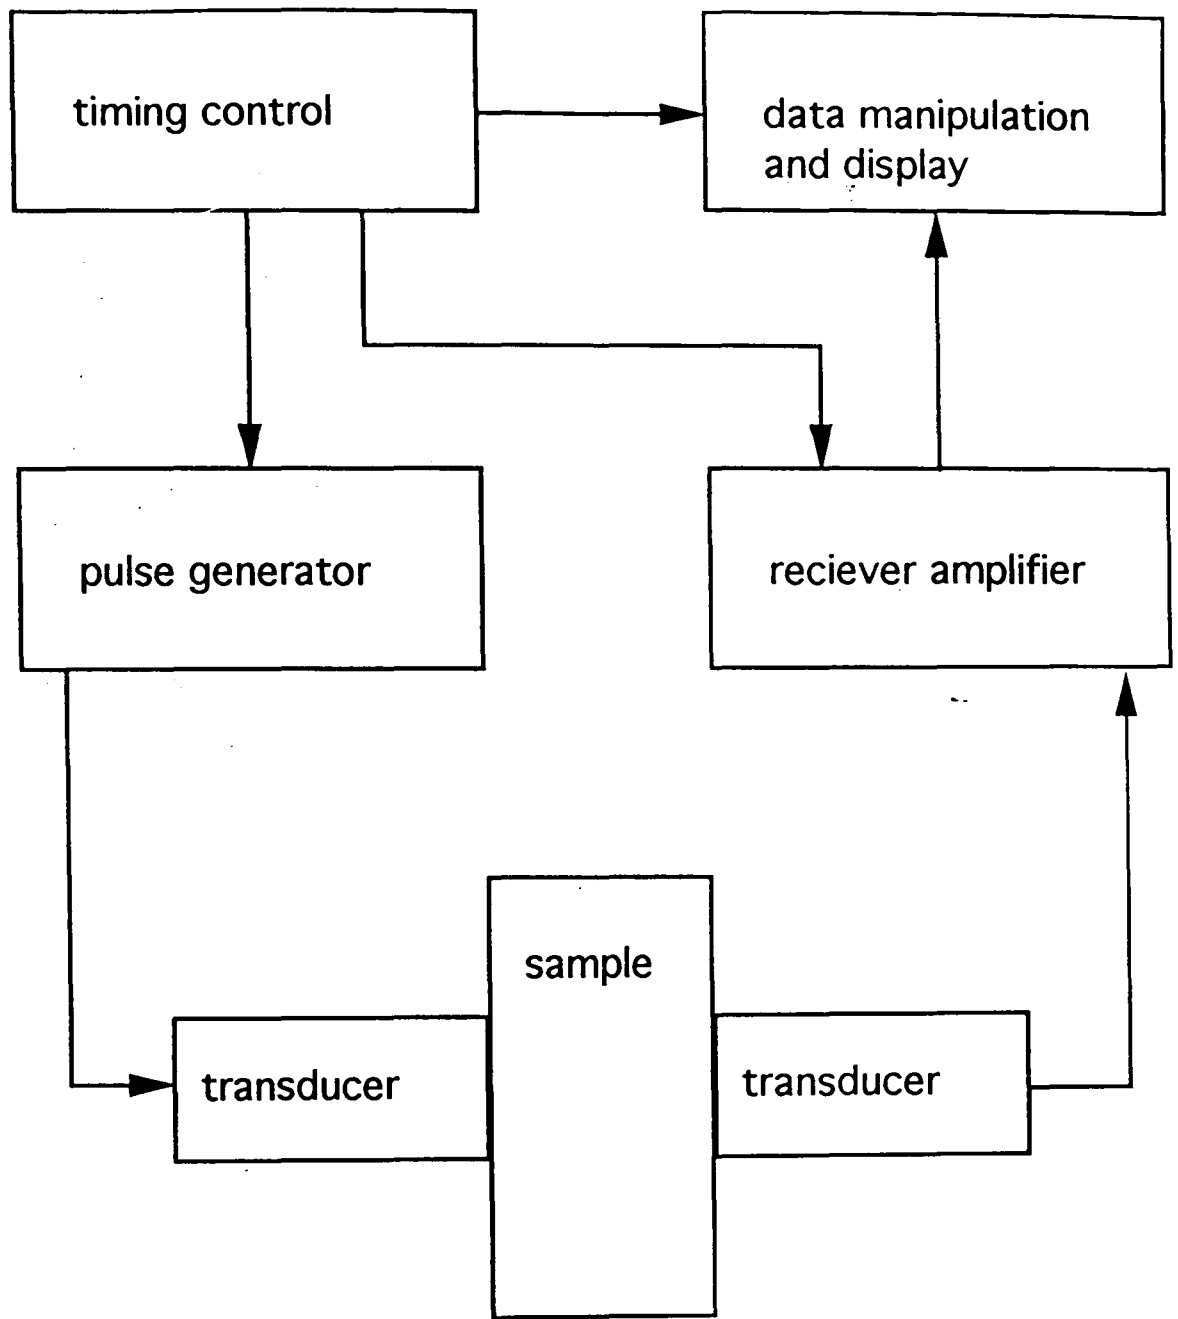 timing control
data manipulation
and display
pulse generator
reciever amplifier
sample
transducer
transducer